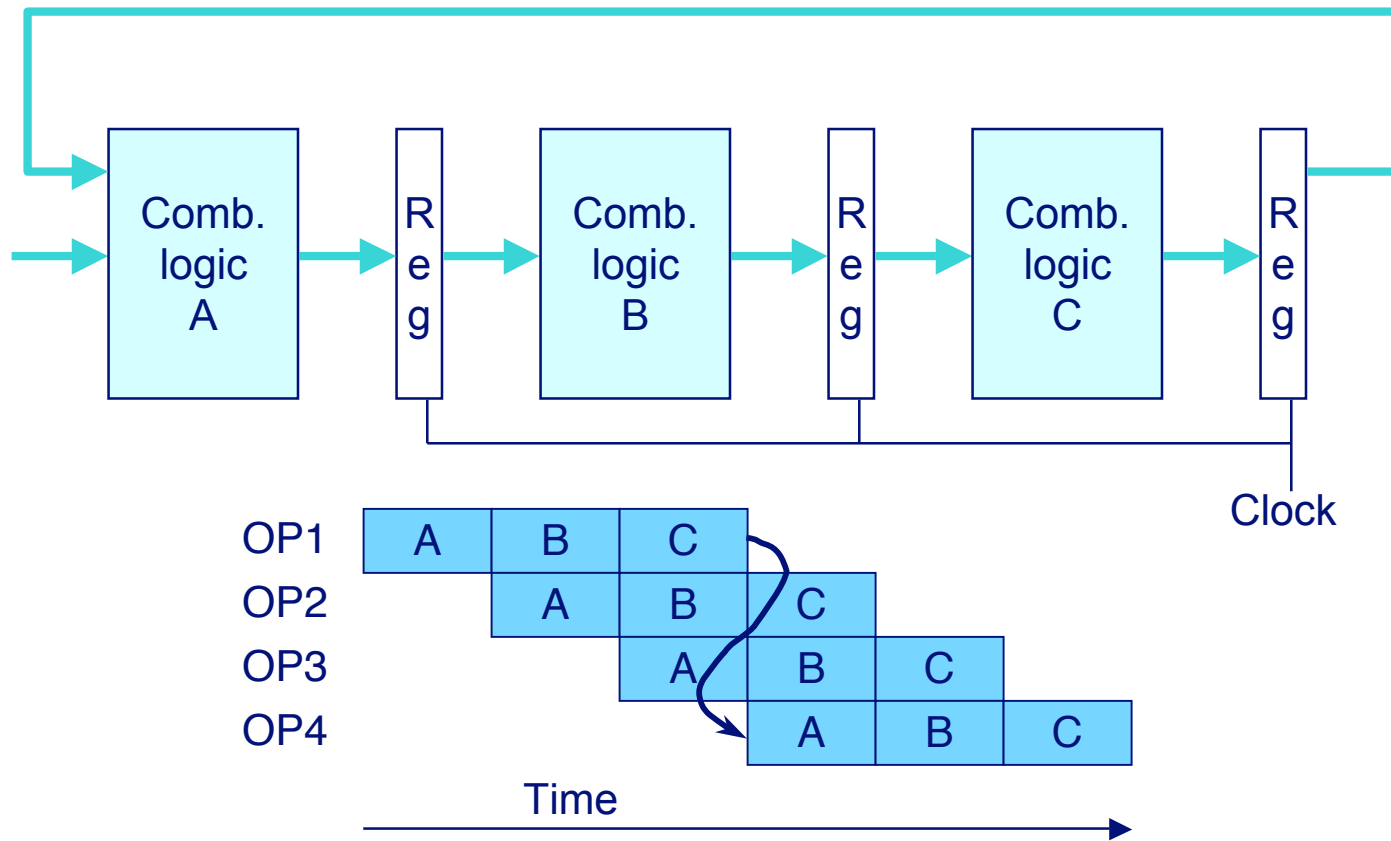 Comb.
logic
A
R
e
g
Comb.
logic
B
R
e
g
Comb.
logic
C
R
e
g
Clock
OP1 A B C
OP2 A B C
OP3 A B C
OP4 A B C
Time